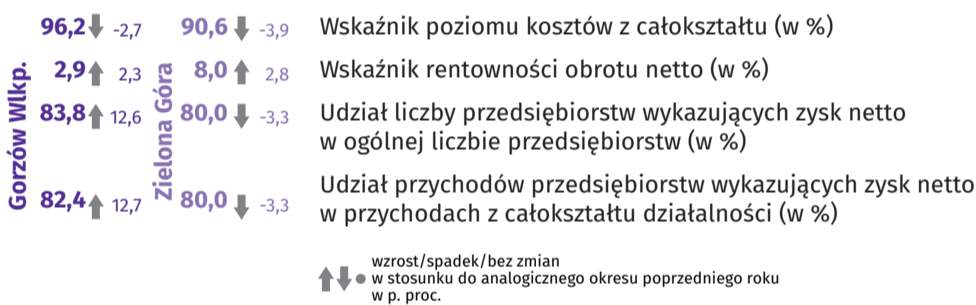 Gorzów Wlkp.
Zielona Góra
96,2 -2,7 90,6 -3,9 Wskaźnik poziomu kosztów z całokształtu (w %)
2,9 2,3 8,0 2,8 Wskaźnik rentowności obrotu netto (w %)
83,8 12,6 80,0 -3,3 Udział liczby przedsiębiorstw wykazujących zysk netto
w ogólnej liczbie przedsiębiorstw (w %)
82,4 12,7 80,0 -3,3 Udział przychodów przedsiębiorstw wykazujących zysk netto
w przychodach z całokształtu działalności (w %)
wzrost/spadek/bez zmian
w stosunku do analogicznego okresu poprzedniego roku
w p. proc.